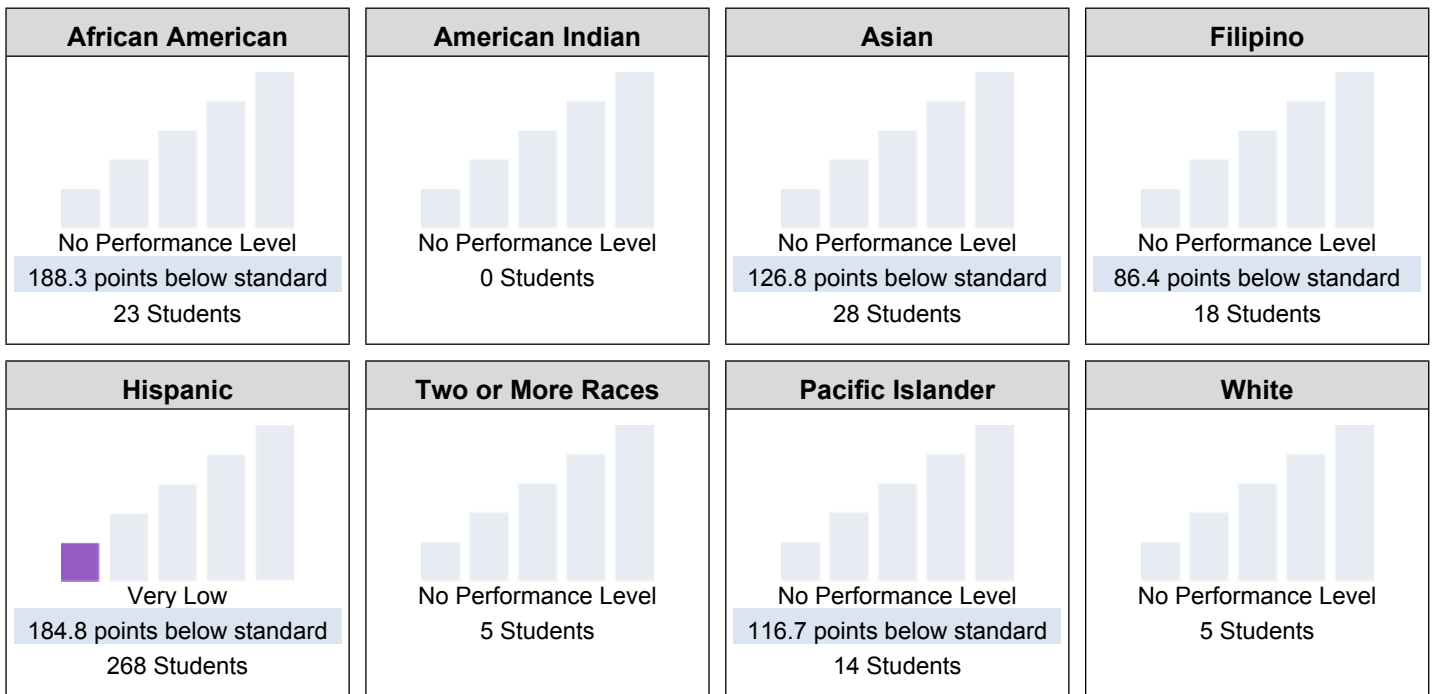 African American
No Performance Level
188.3 points below standard
23 Students
American Indian
No Performance Level
0 Students
Asian
No Performance Level
126.8 points below standard
28 Students
Filipino
No Performance Level
86.4 points below standard
18 Students
Hispanic
Very Low
184.8 points below standard
268 Students
Two or More Races
No Performance Level
5 Students
Pacific Islander
No Performance Level
116.7 points below standard
14 Students
White
No Performance Level
5 Students